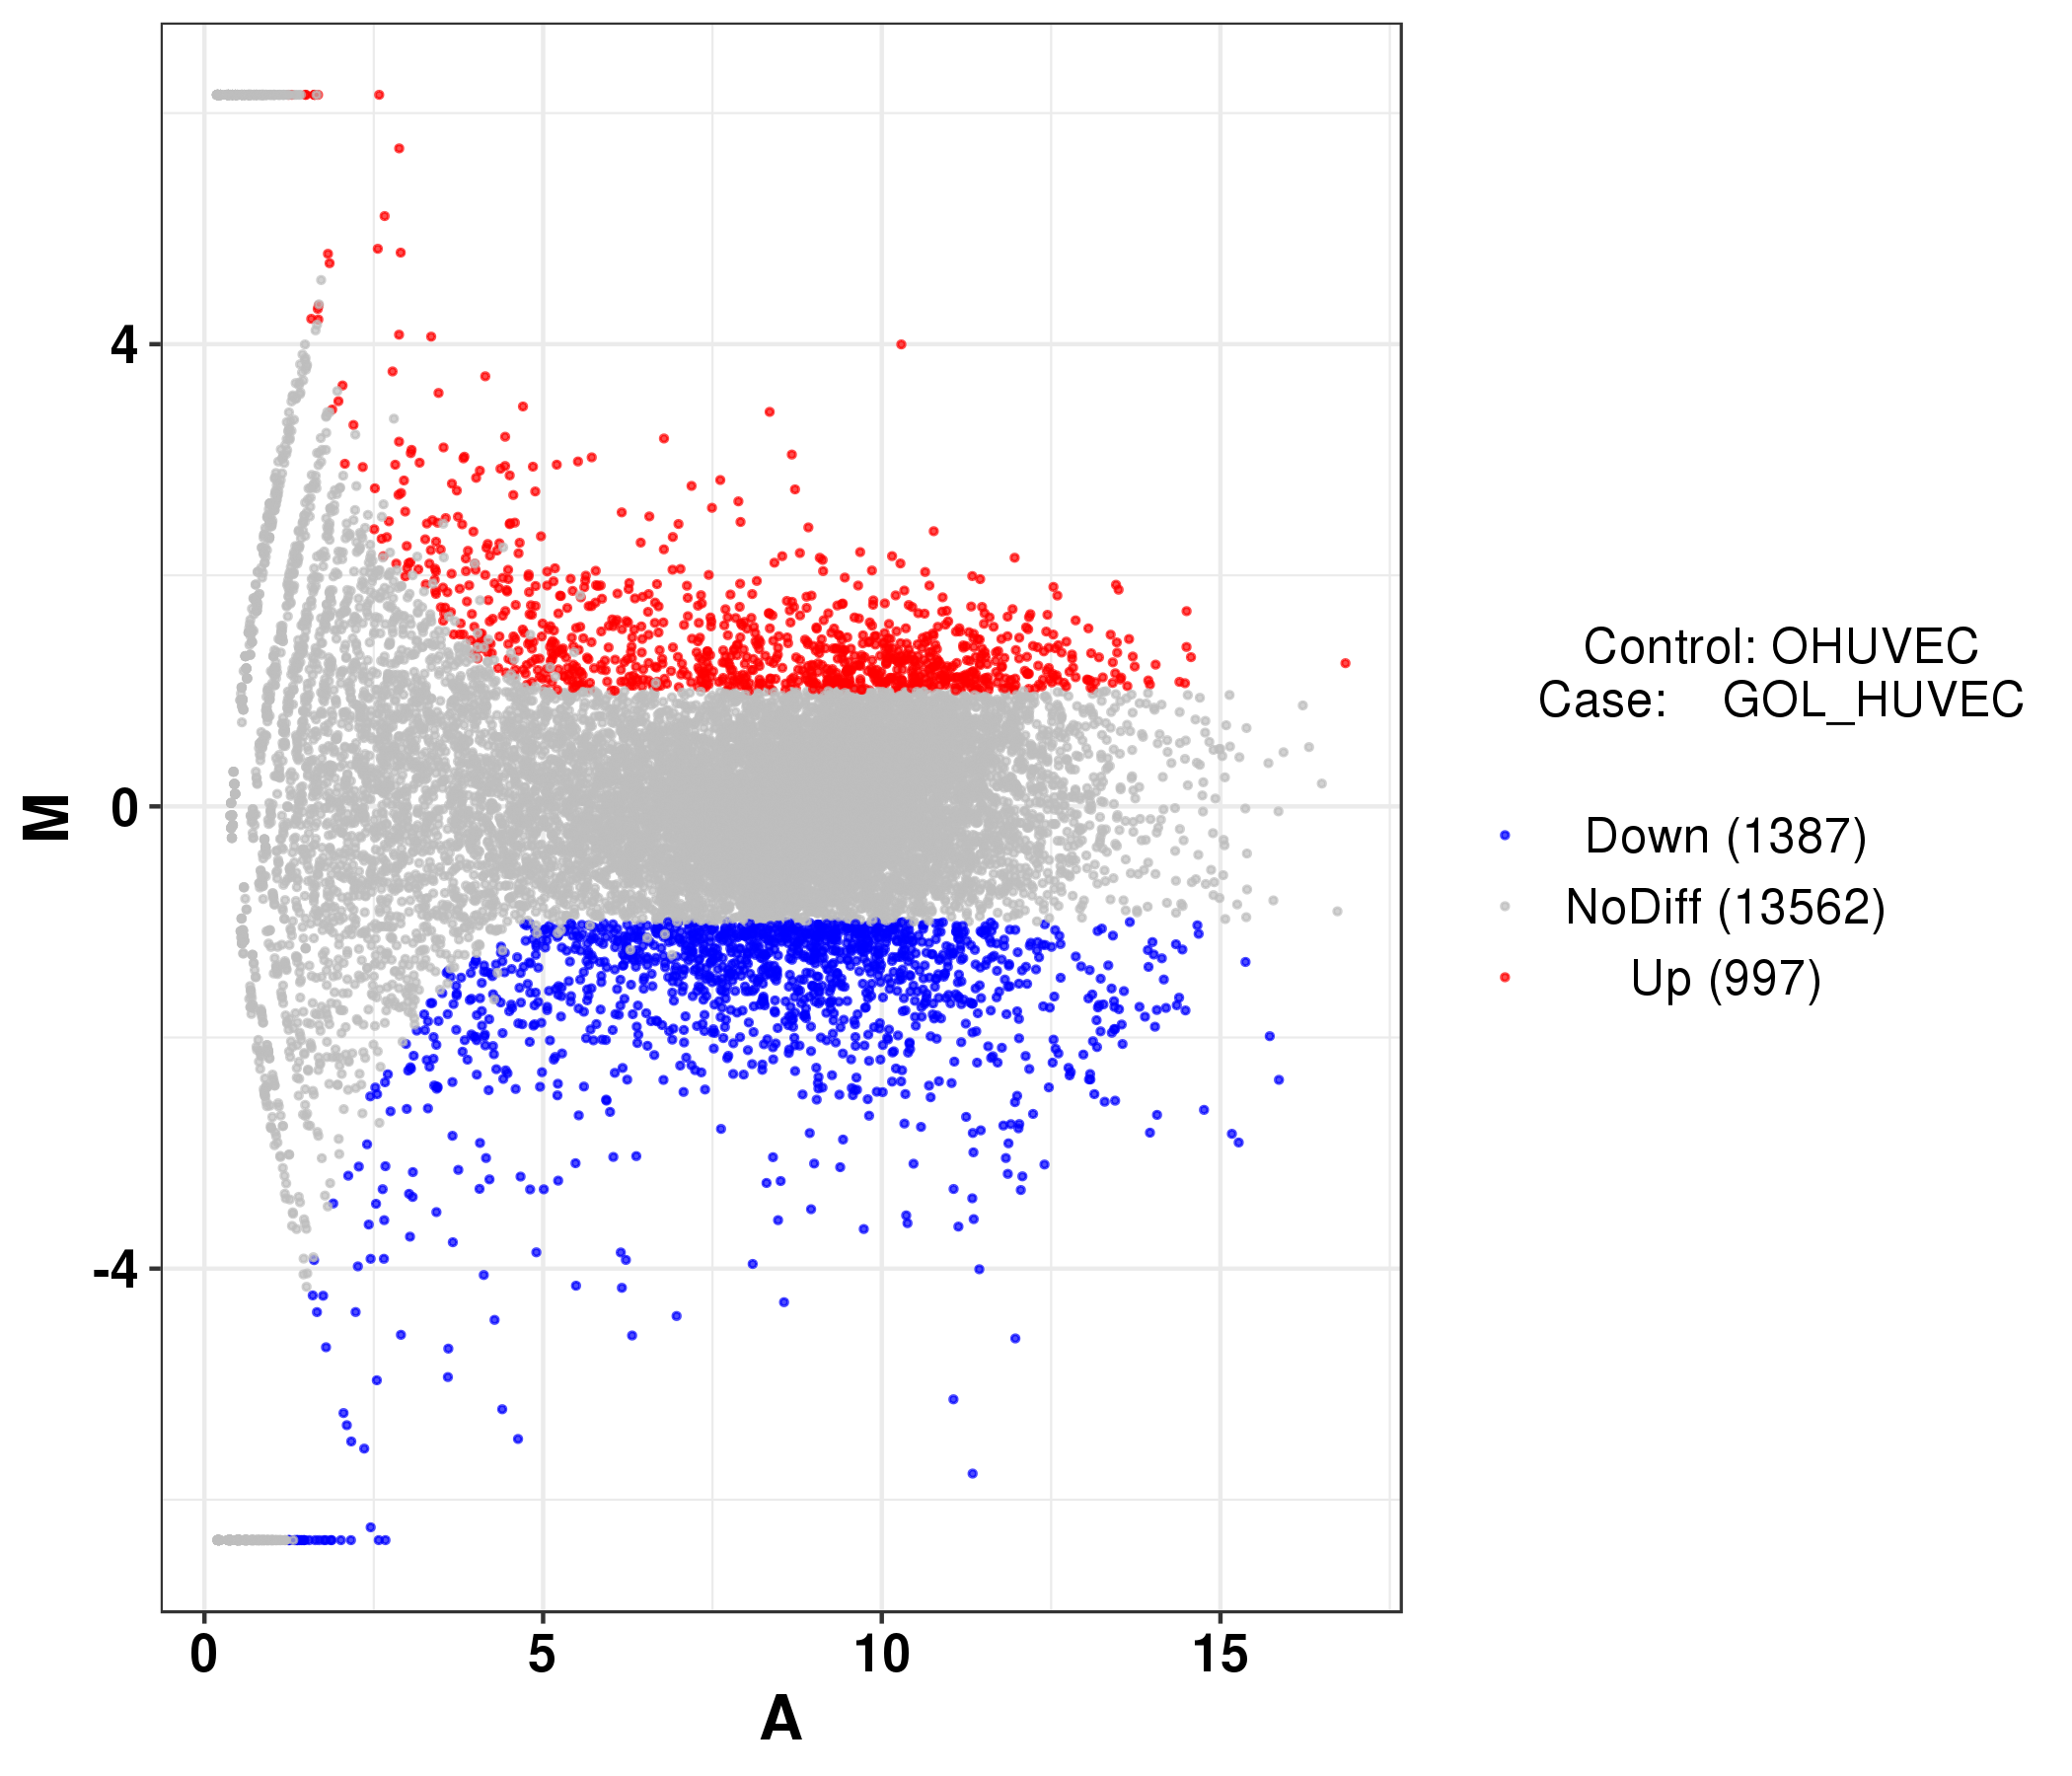 4
0
-4
M
0
5
10
15
A
Control: OHUVEC
Case: GOL_HUVEC
Down (1387)
NoDiff (13562)
Up (997)